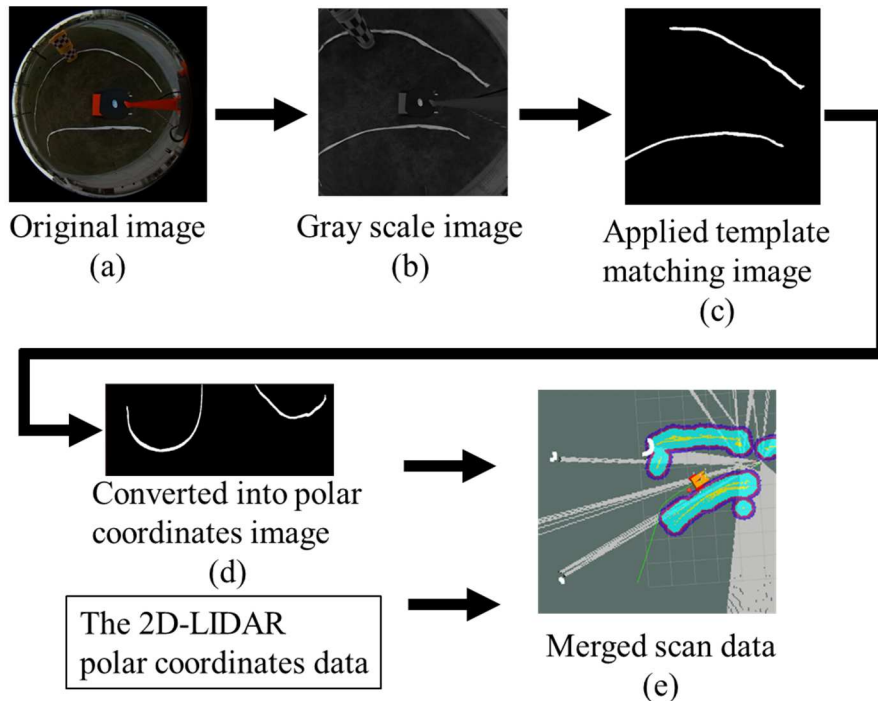 Original image
(a)
Gray scale image
(b)
Applied template
matching image
(c)
Converted into polar
coordinates image
(d)
The 2D-LIDAR
polar coordinates data
Merged scan data
(e)